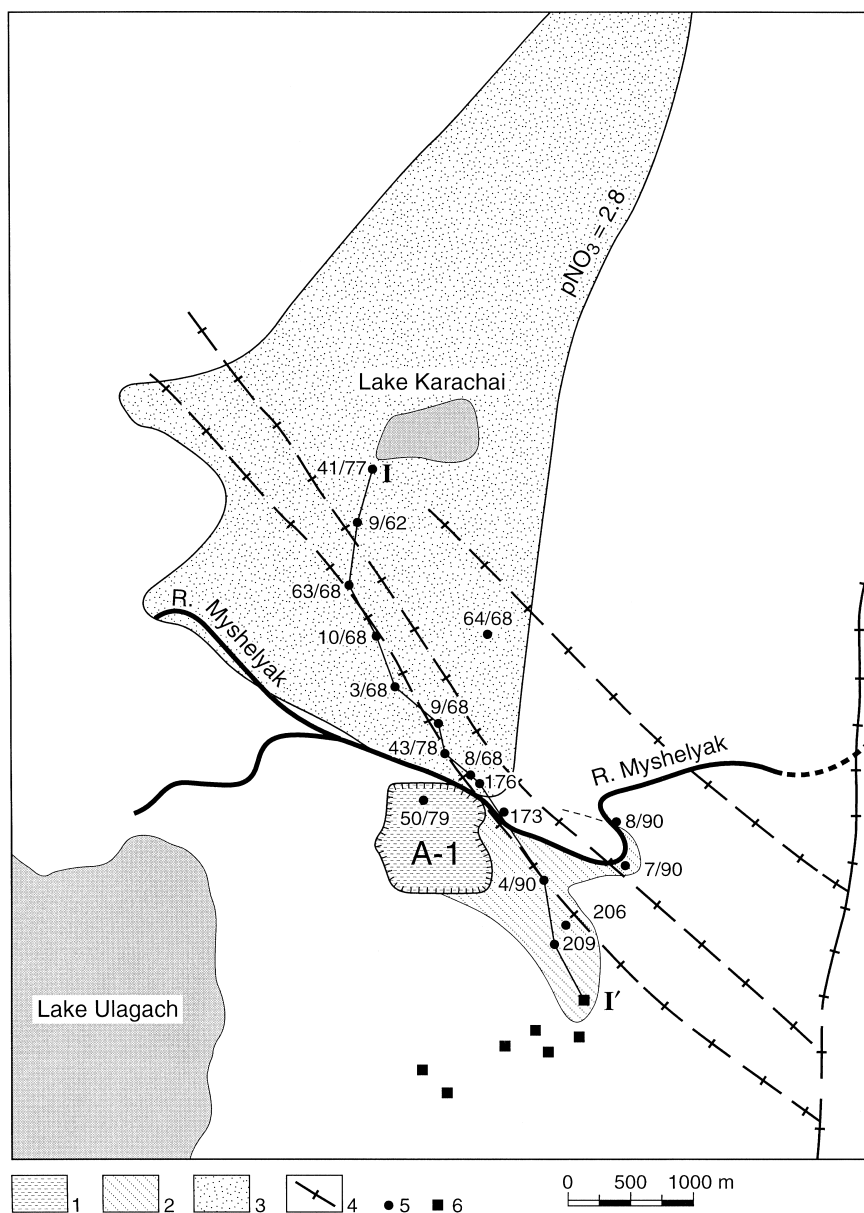 pNO₃ = 2.8
Lake Karachai
41/77
I
9/62
63/68
R. Myshelyak
64/68
10/68
3/68
9/68
43/78
8/68
R. Myshelyak
176
50/79
173
8/90
A-1
7/90
4/90
206
209
Lake Ulagach
I′
1
2
3
4
5
6
0 500 1000 m